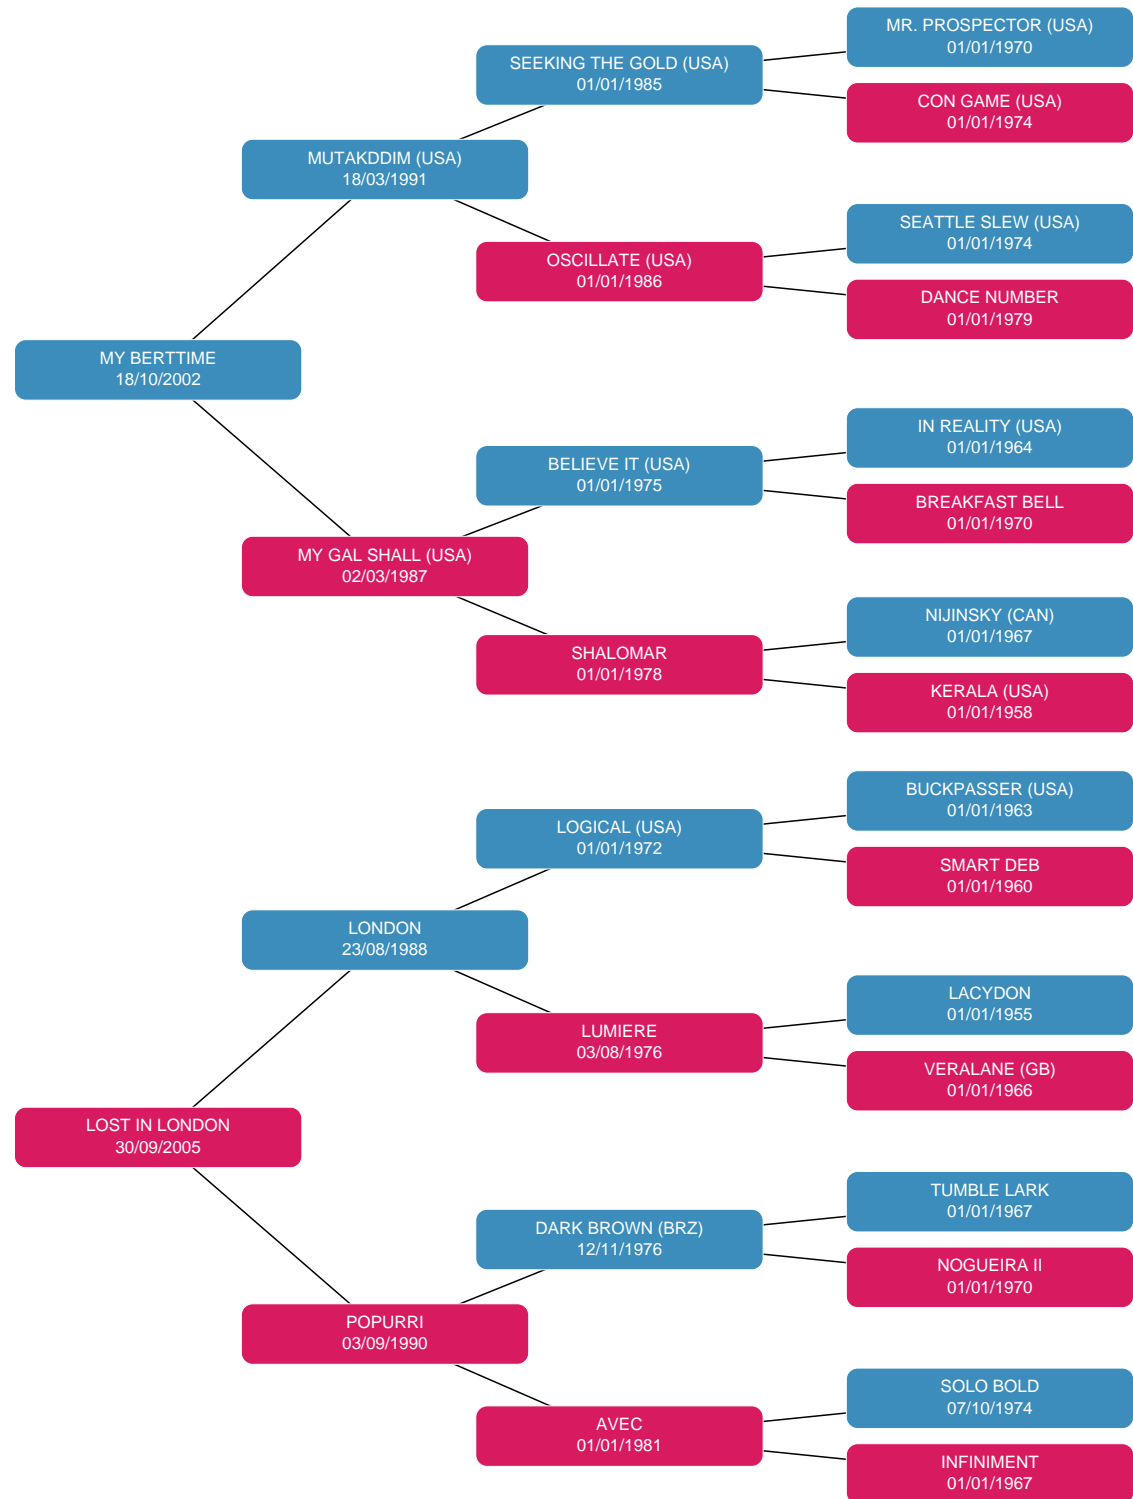 MR. PROSPECTOR (USA)
01/01/1970
SEEKING THE GOLD (USA)
01/01/1985
CON GAME (USA)
01/01/1974
MUTAKDDIM (USA)
18/03/1991
SEATTLE SLEW (USA)
01/01/1974
OSCILLATE (USA)
01/01/1986
DANCE NUMBER
01/01/1979
MY BERTTIME
18/10/2002
IN REALITY (USA)
01/01/1964
BELIEVE IT (USA)
01/01/1975
BREAKFAST BELL
01/01/1970
MY GAL SHALL (USA)
02/03/1987
NIJINSKY (CAN)
01/01/1967
SHALOMAR
01/01/1978
KERALA (USA)
01/01/1958
BUCKPASSER (USA)
01/01/1963
LOGICAL (USA)
01/01/1972
SMART DEB
01/01/1960
LONDON
23/08/1988
LACYDON
01/01/1955
LUMIERE
03/08/1976
VERALANE (GB)
01/01/1966
LOST IN LONDON
30/09/2005
TUMBLE LARK
01/01/1967
DARK BROWN (BRZ)
12/11/1976
NOGUEIRA II
01/01/1970
POPURRI
03/09/1990
SOLO BOLD
07/10/1974
AVEC
01/01/1981
INFINIMENT
01/01/1967